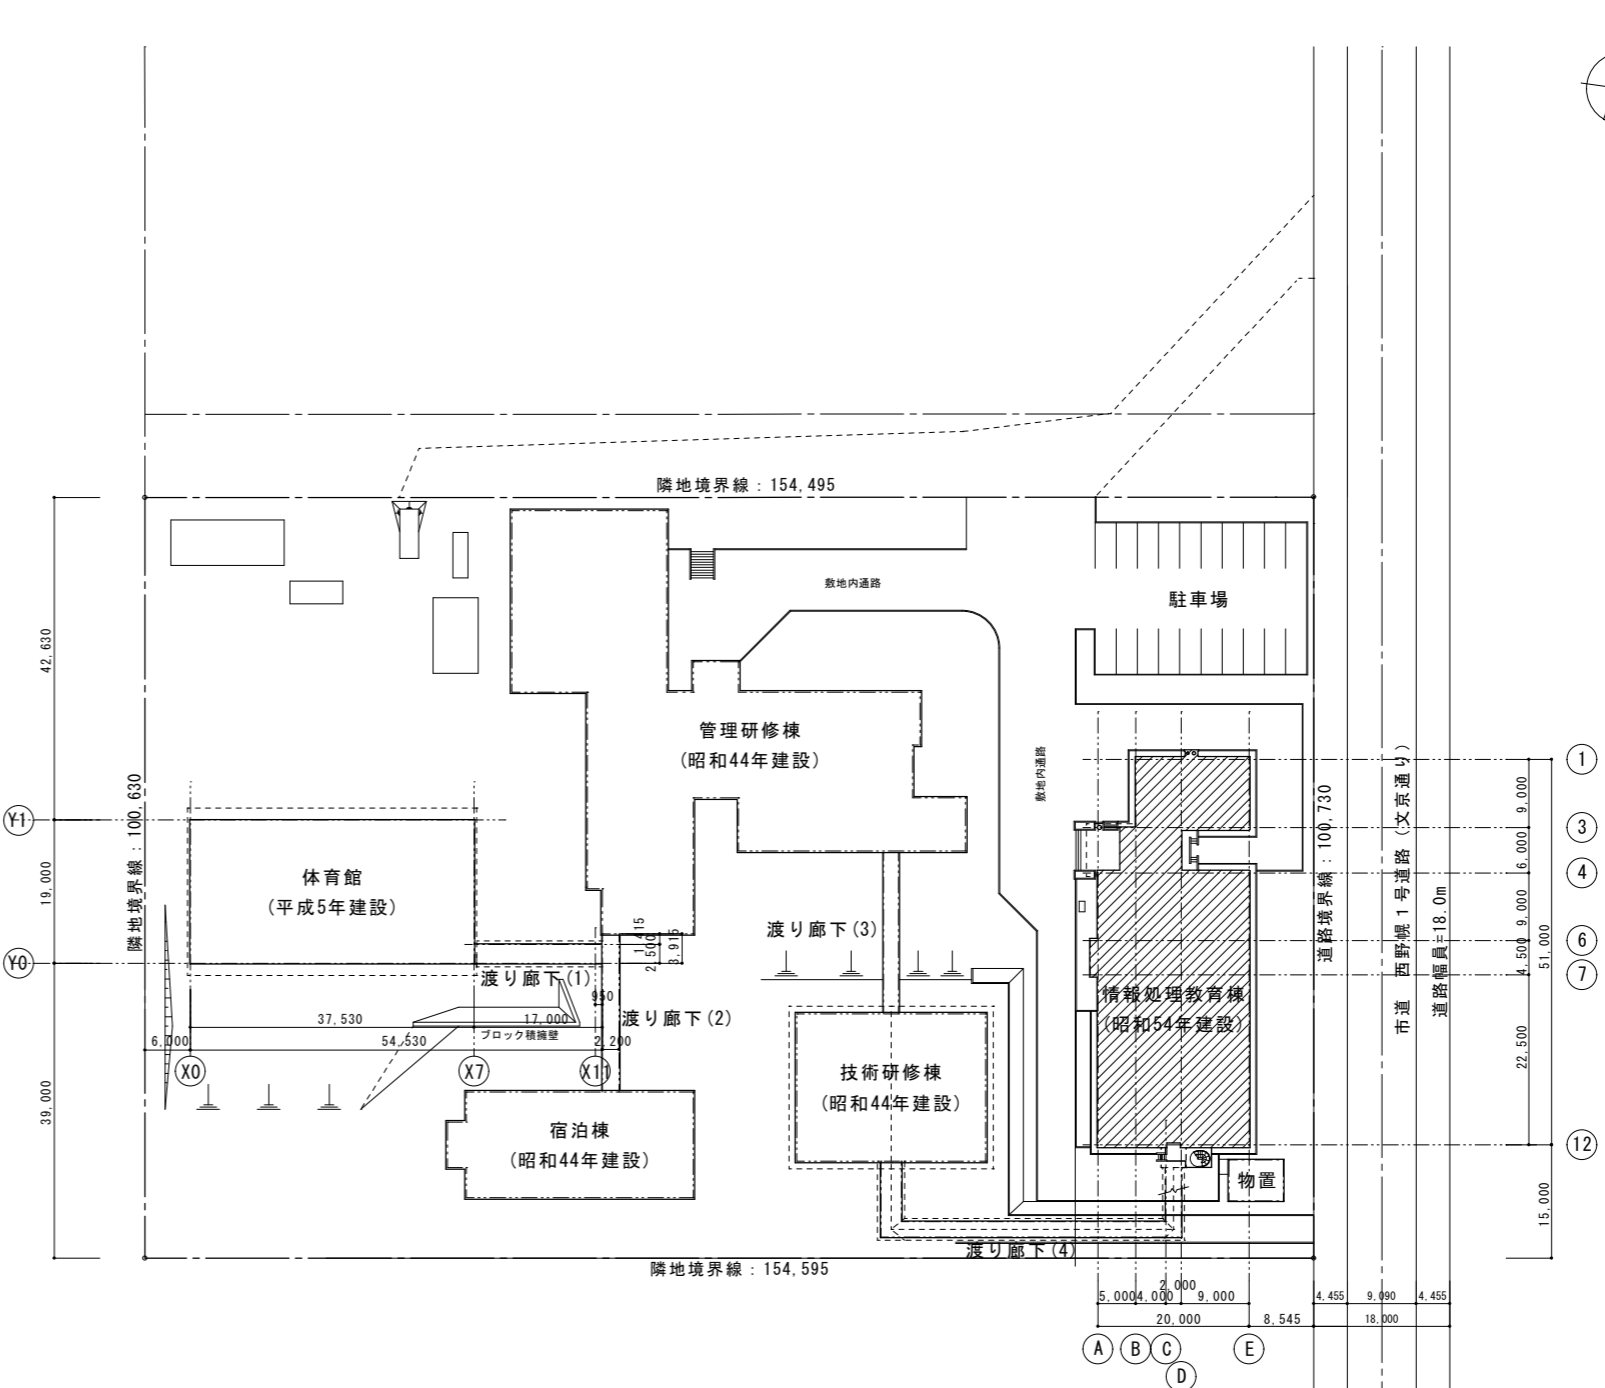 隣地境界線：154,495
敷地内通路
駐車場
42,630
管理研修棟
(昭和44年建設)
敷地内通路
隣地境界線：100,630
道路境界線：100,730
市道　西野幌1号道路（文京通り）
道路幅員=18.0m
1
9,000
3
6,000
4
9,000
6
4,500
51,000
7
22,500
12
15,000
Y1
19,000
Y0
39,000
体育館
(平成5年建設)
渡り廊下(3)
1,415
2,500
3,915
渡り廊下(1)
950
渡り廊下(2)
37,530
17,000
ブロック積擁壁
6,000
54,530
2,200
X0
X7
X11
情報処理教育棟
(昭和54年建設)
技術研修棟
(昭和44年建設)
宿泊棟
(昭和44年建設)
物置
渡り廊下(4)
隣地境界線：154,595
2,000
5,000
4,000
9,000
4,455
9,090
4,455
20,000
8,545
18,000
A
B
C
D
E